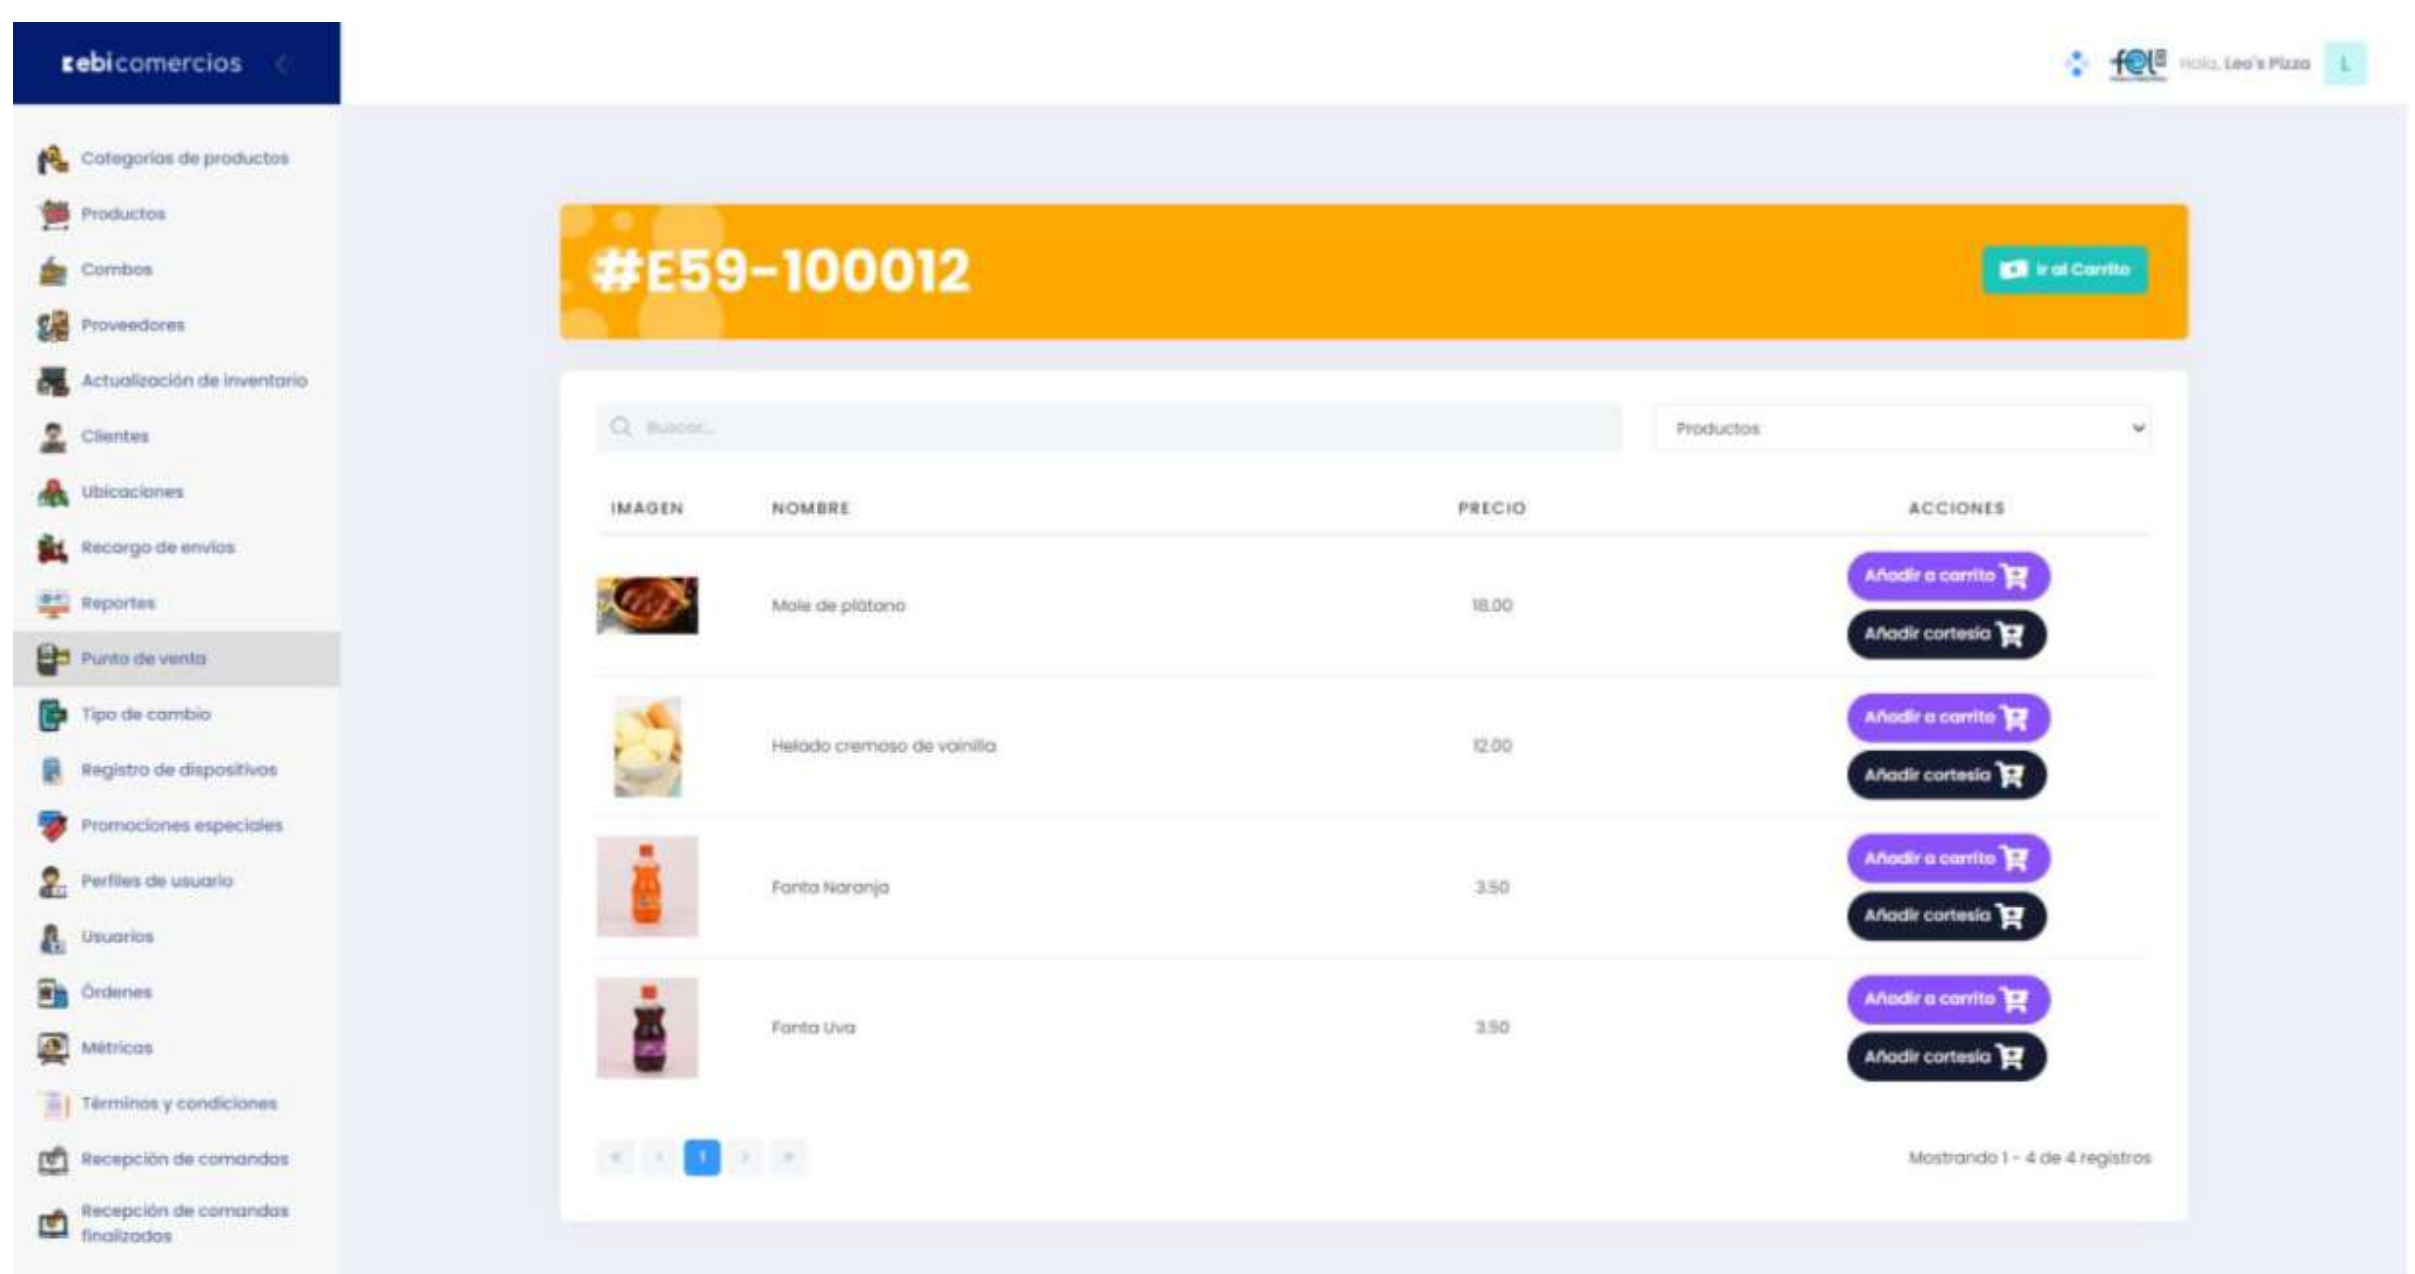 ebicomercios
fel
Hola, Leo's Pizza
L
Categorías de productos
Productos
Combos
Proveedores
Actualización de inventario
Clientes
Ubicaciones
Recargo de envíos
Reportes
Punto de venta
Tipo de cambio
Registro de dispositivos
Promociones especiales
Perfiles de usuario
Usuarios
Órdenes
Métricas
Términos y condiciones
Recepción de comandas
Recepción de comandas
finalizadas
#E59-100012
Ir al Carrito
Buscar...
Productos
IMAGEN NOMBRE PRECIO ACCIONES
Mole de plátano 18.00
Añadir a carrito
Añadir cortesía
Helado cremoso de vainilla 12.00
Añadir a carrito
Añadir cortesía
Fanta Naranja 3.50
Añadir a carrito
Añadir cortesía
Fanta Uva 3.50
Añadir a carrito
Añadir cortesía
« ‹ 1 › »
Mostrando 1 - 4 de 4 registros